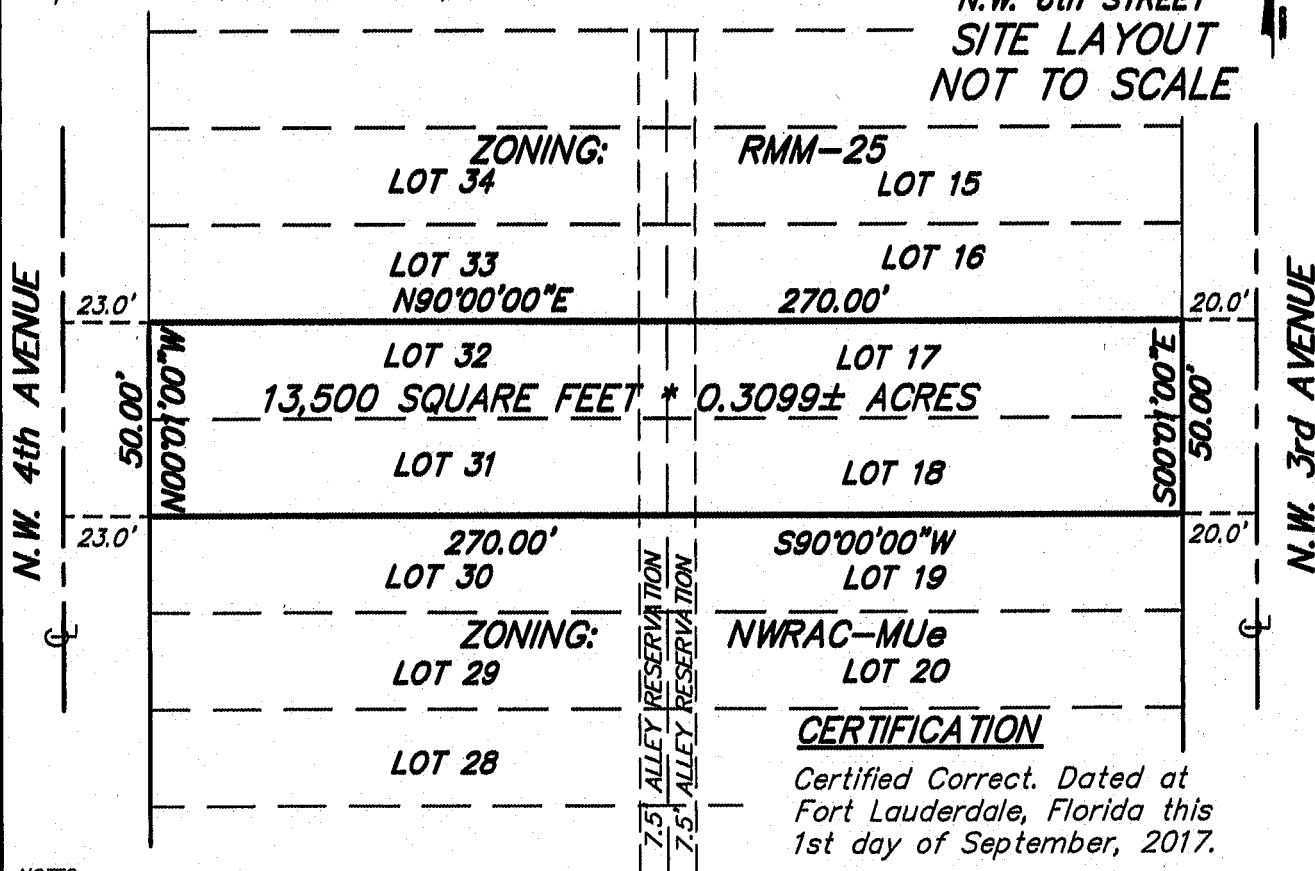 N.W. 6th STREET
SITE LAYOUT
NOT TO SCALE
ZONING: RMM-25
LOT 34 LOT 15
LOT 33 LOT 16
N90°00'00"E 270.00'
23.0' 20.0'
LOT 32 LOT 17
13,500 SQUARE FEET * 0.3099± ACRES
LOT 31 LOT 18
N.W. 4th AVENUE
50.00'
N00°01'00"W
S00°01'00"E
50.00'
N.W. 3rd AVENUE
23.0' 20.0'
270.00' S90°00'00"W
LOT 30 LOT 19
ZONING: NWRAC-MUe
LOT 29 LOT 20
LOT 28
7.5' ALLEY RESERVATION
7.5' ALLEY RESERVATION
CERTIFICATION
Certified Correct. Dated at
Fort Lauderdale, Florida this
1st day of September, 2017.